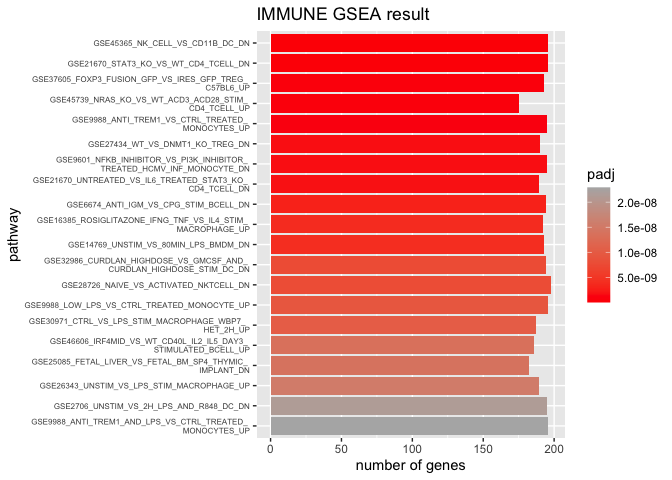 IMMUNE GSEA result
GSE45365_NK_CELL_VS_CD11B_DC_DN
GSE21670_STAT3_KO_VS_WT_CD4_TCELL_DN
GSE37605_FOXP3_FUSION_GFP_VS_IRES_GFP_TREG_
C57BL6_UP
GSE45739_NRAS_KO_VS_WT_ACD3_ACD28_STIM_
CD4_TCELL_UP
GSE9988_ANTI_TREM1_VS_CTRL_TREATED_
MONOCYTES_UP
GSE27434_WT_VS_DNMT1_KO_TREG_DN
GSE9601_NFKB_INHIBITOR_VS_PI3K_INHIBITOR_
TREATED_HCMV_INF_MONOCYTE_DN
GSE21670_UNTREATED_VS_IL6_TREATED_STAT3_KO_
CD4_TCELL_DN
GSE6674_ANTI_IGM_VS_CPG_STIM_BCELL_DN
GSE16385_ROSIGLITAZONE_IFNG_TNF_VS_IL4_STIM_
MACROPHAGE_UP
GSE14769_UNSTIM_VS_80MIN_LPS_BMDM_DN
GSE32986_CURDLAN_HIGHDOSE_VS_GMCSF_AND_
CURDLAN_HIGHDOSE_STIM_DC_DN
GSE28726_NAIVE_VS_ACTIVATED_NKTCELL_DN
GSE9988_LOW_LPS_VS_CTRL_TREATED_MONOCYTE_UP
GSE30971_CTRL_VS_LPS_STIM_MACROPHAGE_WBP7_
HET_2H_UP
GSE46606_IRF4MID_VS_WT_CD40L_IL2_IL5_DAY3_
STIMULATED_BCELL_UP
GSE25085_FETAL_LIVER_VS_FETAL_BM_SP4_THYMIC_
IMPLANT_DN
GSE26343_UNSTIM_VS_LPS_STIM_MACROPHAGE_UP
GSE2706_UNSTIM_VS_2H_LPS_AND_R848_DC_DN
GSE9988_ANTI_TREM1_AND_LPS_VS_CTRL_TREATED_
MONOCYTES_UP
pathway
0 50 100 150 200
number of genes
padj
2.0e-08
1.5e-08
1.0e-08
5.0e-09